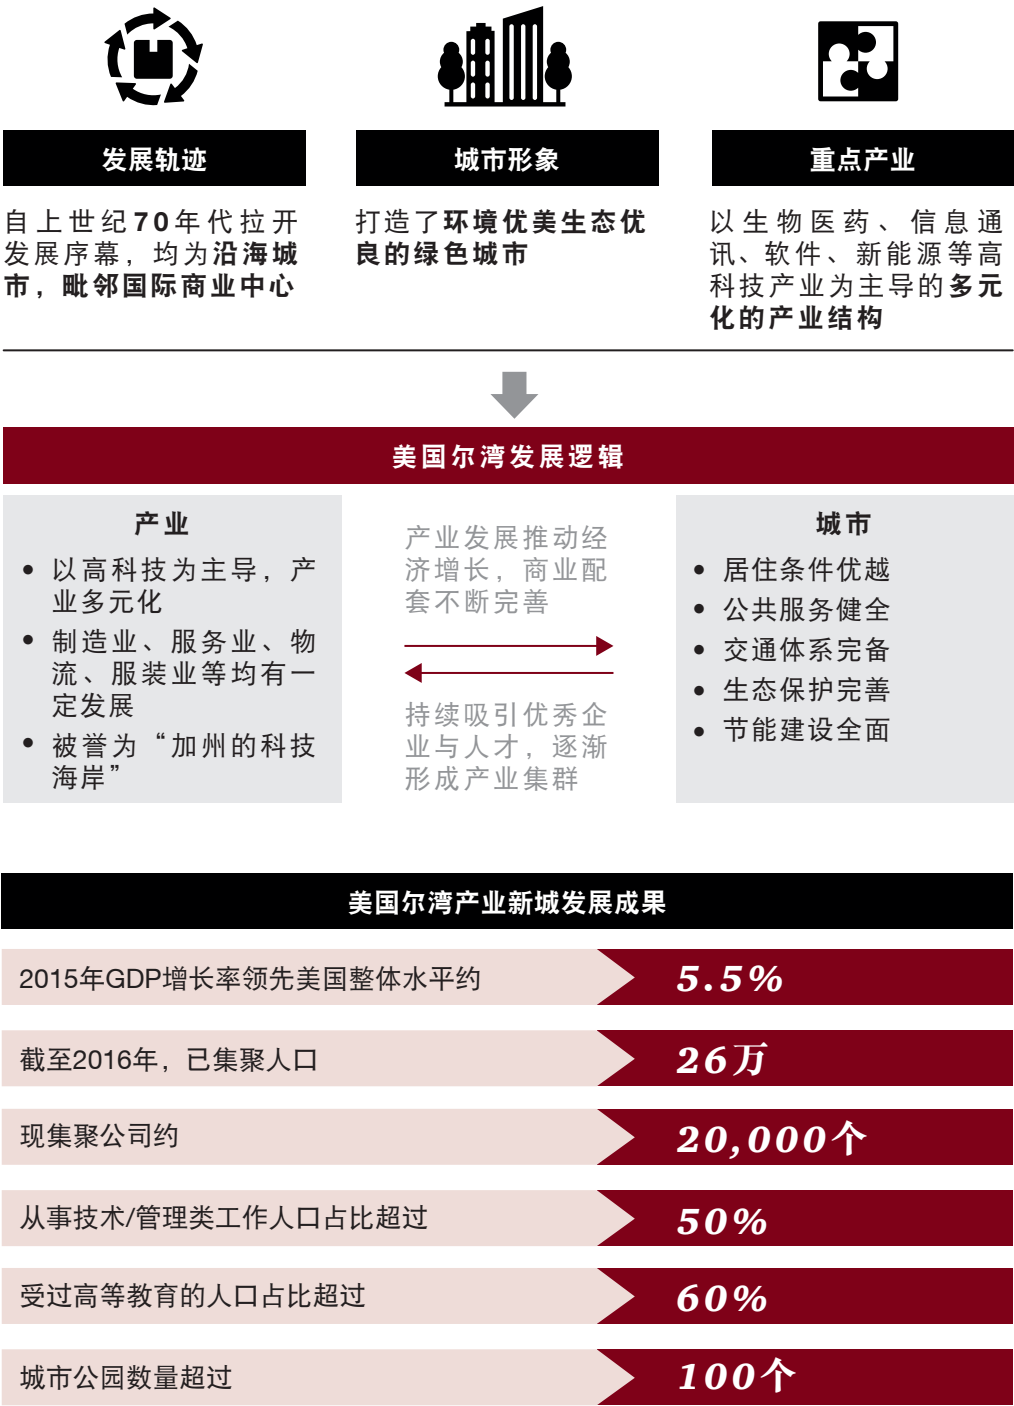 发展轨迹
自上世纪70年代拉开
发展序幕，均为沿海城
市，毗邻国际商业中心
城市形象
打造了环境优美生态优
良的绿色城市
重点产业
以生物医药、信息通
讯、软件、新能源等高
科技产业为主导的多元
化的产业结构
美国尔湾发展逻辑
产业
• 以高科技为主导，产
业多元化
• 制造业、服务业、物
流、服装业等均有一
定发展
• 被誉为“加州的科技
海岸”
产业发展推动经
济增长，商业配
套不断完善
持续吸引优秀企
业与人才，逐渐
形成产业集群
城市
• 居住条件优越
• 公共服务健全
• 交通体系完备
• 生态保护完善
• 节能建设全面
美国尔湾产业新城发展成果
2015年GDP增长率领先美国整体水平约 5.5%
截至2016年，已集聚人口 26万
现集聚公司约 20,000个
从事技术/管理类工作人口占比超过 50%
受过高等教育的人口占比超过 60%
城市公园数量超过 100个